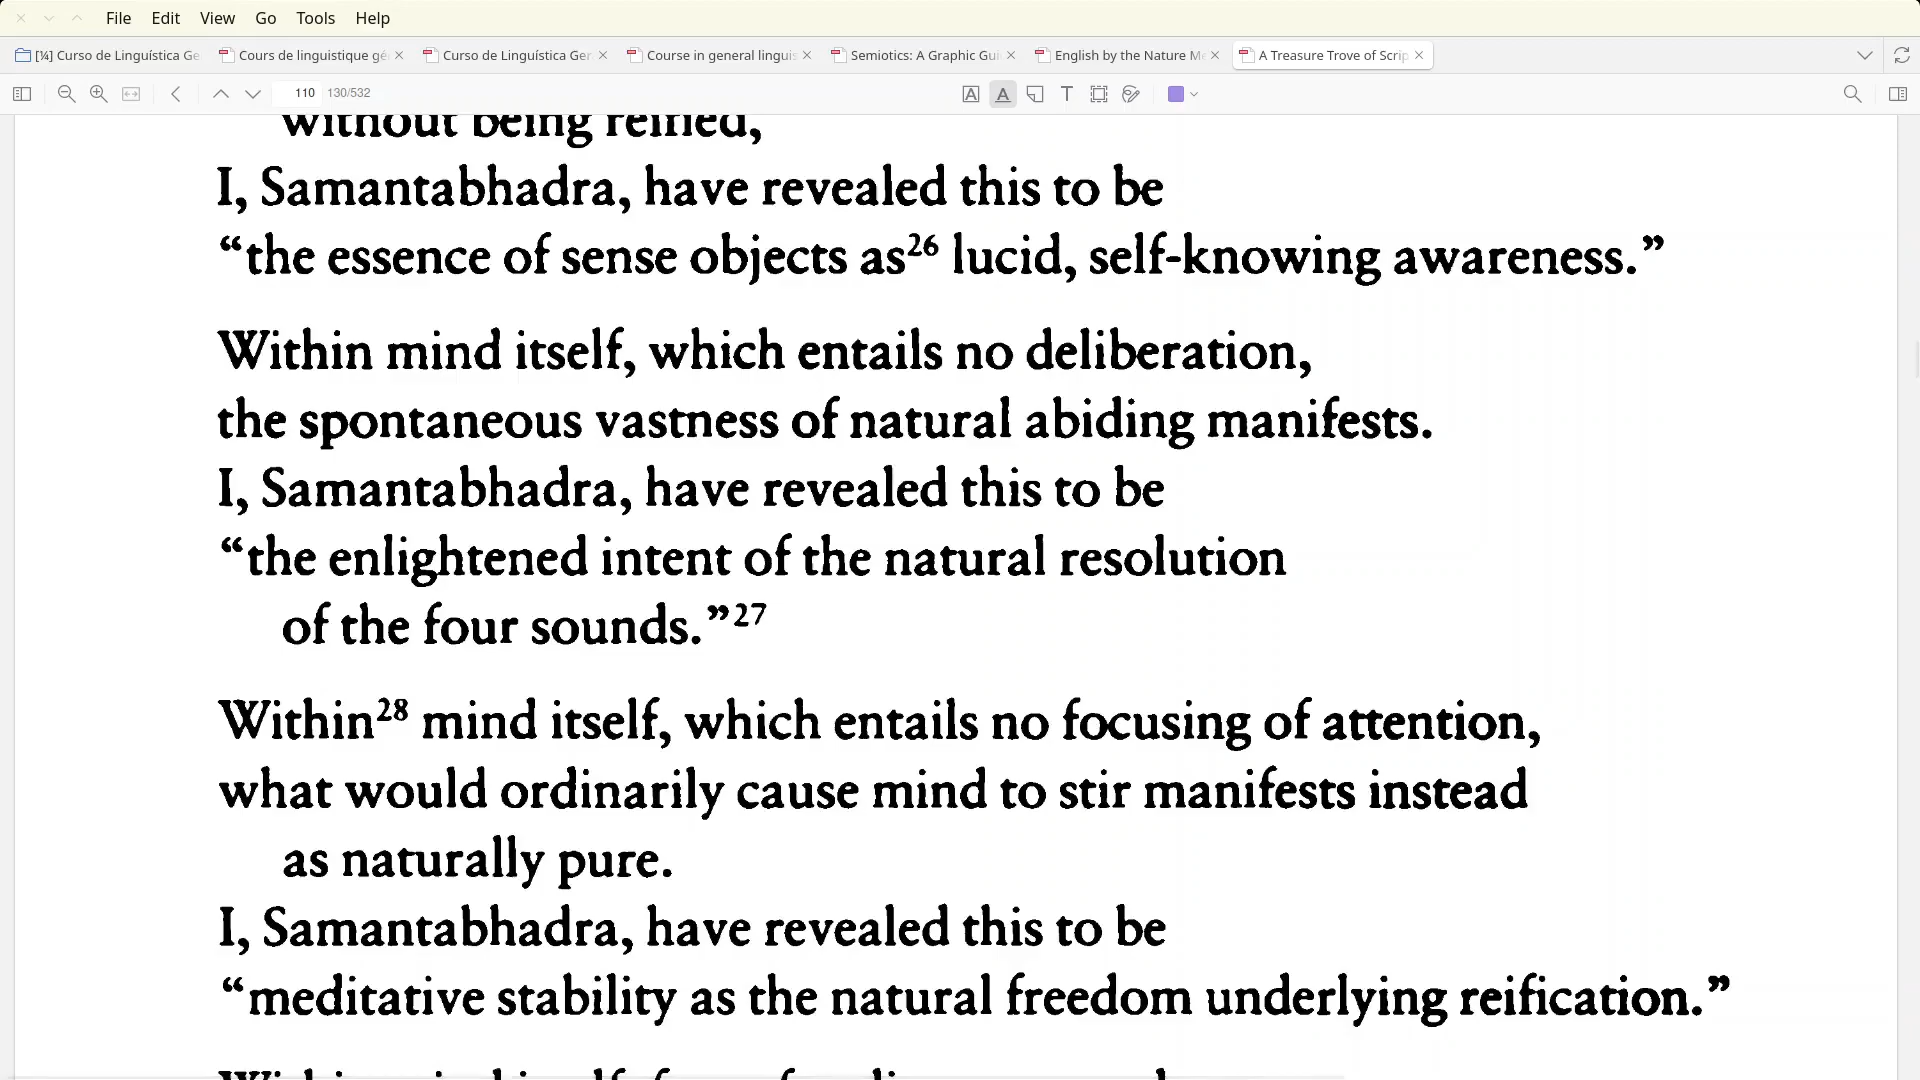 File Edit View Go Tools Help
[¼] Curso de Linguística Ge Cours de linguistique gé Curso de Linguística Ger Course in general linguis Semiotics: A Graphic Gui English by the Nature Me A Treasure Trove of Scrip
110 130/532
without being reified,
I, Samantabhadra, have revealed this to be
“the essence of sense objects as²⁶ lucid, self-knowing awareness.”
Within mind itself, which entails no deliberation,
the spontaneous vastness of natural abiding manifests.
I, Samantabhadra, have revealed this to be
“the enlightened intent of the natural resolution
of the four sounds.”²⁷
Within²⁸ mind itself, which entails no focusing of attention,
what would ordinarily cause mind to stir manifests instead
as naturally pure.
I, Samantabhadra, have revealed this to be
“meditative stability as the natural freedom underlying reification.”